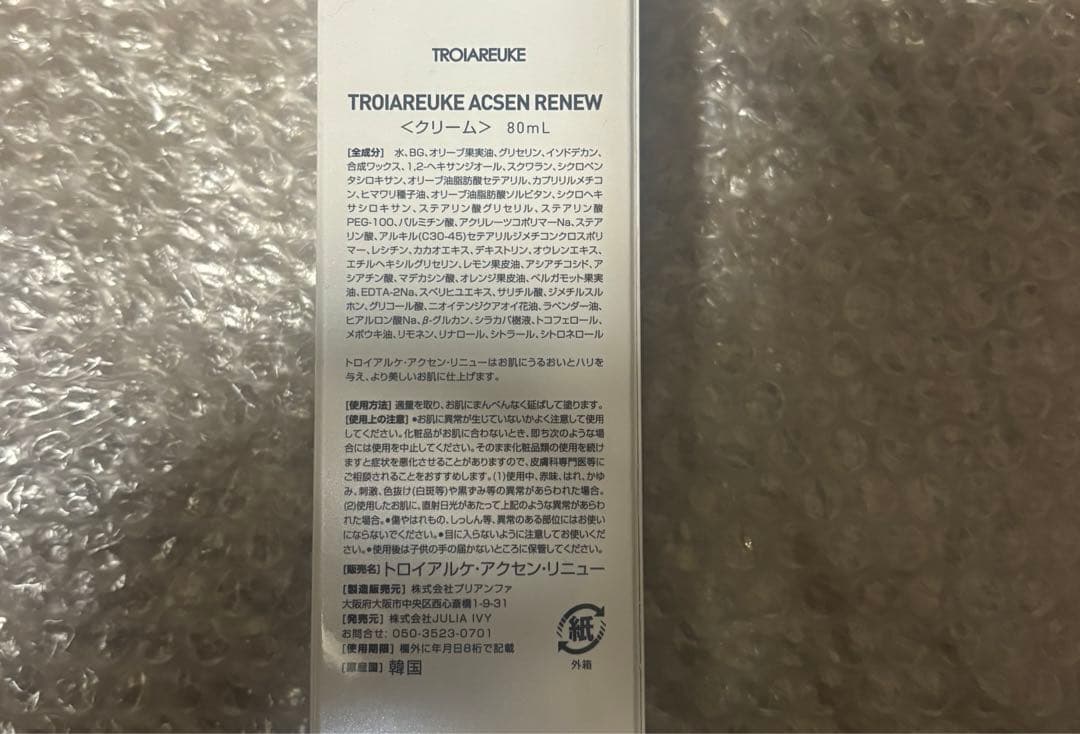 TROIAREUKE
TROIAREUKE ACSEN RENEW
＜クリーム＞ 80mL
[全成分] 水、BG、オリーブ果実油、グリセリン、イソドデカン、
合成ワックス、1,2-ヘキサンジオール、スクワラン、シクロペン
タシロキサン、オリーブ油脂肪酸セテアリル、カプリリルメチコ
ン、ヒマワリ種子油、オリーブ油脂肪酸ソルビタン、シクロヘキ
サシロキサン、ステアリン酸グリセリル、ステアリン酸
PEG-100、パルミチン酸、アクリレーツコポリマーNa、ステア
リン酸、アルキル(C30-45)セテアリルジメチコンクロスポリ
マー、レシチン、カカオエキス、デキストリン、オウレンエキス、
エチルヘキシルグリセリン、レモン果皮油、アシアチコシド、ア
シアチン酸、マデカシン酸、オレンジ果皮油、ベルガモット果実
油、EDTA-2Na、スベリヒユエキス、サリチル酸、ジメチルスル
ホン、グリコール酸、ニオイテンジクアオイ花油、ラベンダー油、
ヒアルロン酸Na、β-グルカン、シラカバ樹液、トコフェロール、
メボウキ油、リモネン、リナロール、シトラール、シトロネロール
トロイアルケ・アクセン・リニューはお肌にうるおいとハリを
与え、より美しいお肌に仕上げます。
[使用方法] 適量を取り、お肌にまんべんなく延ばして塗ります。
[使用上の注意] ●お肌に異常が生じていないかよく注意して使用
してください。化粧品がお肌に合わないとき、即ち次のような場
合には使用を中止してください。そのまま化粧品類の使用を続け
ますと症状を悪化させることがありますので、皮膚科専門医等に
ご相談されることをおすすめします。(1)使用中、赤味、はれ、かゆ
み、刺激、色抜け(白斑等)や黒ずみ等の異常があらわれた場合。
(2)使用したお肌に、直射日光があたって上記のような異常があらわ
れた場合。●傷やはれもの、しっしん等、異常のある部位にはお使い
にならないでください。●目に入らないように注意してお使いくだ
さい。●使用後は子供の手の届かないところに保管してください。
[販売名] トロイアルケ・アクセン・リニュー
[製造販売元] 株式会社ブリアンファ
大阪府大阪市中央区西心斎橋1-9-31
[発売元] 株式会社JULIA IVY
お問合せ: 050-3523-0701
[使用期限] 欄外に年月日8桁で記載
[原産国] 韓国
紙
外箱